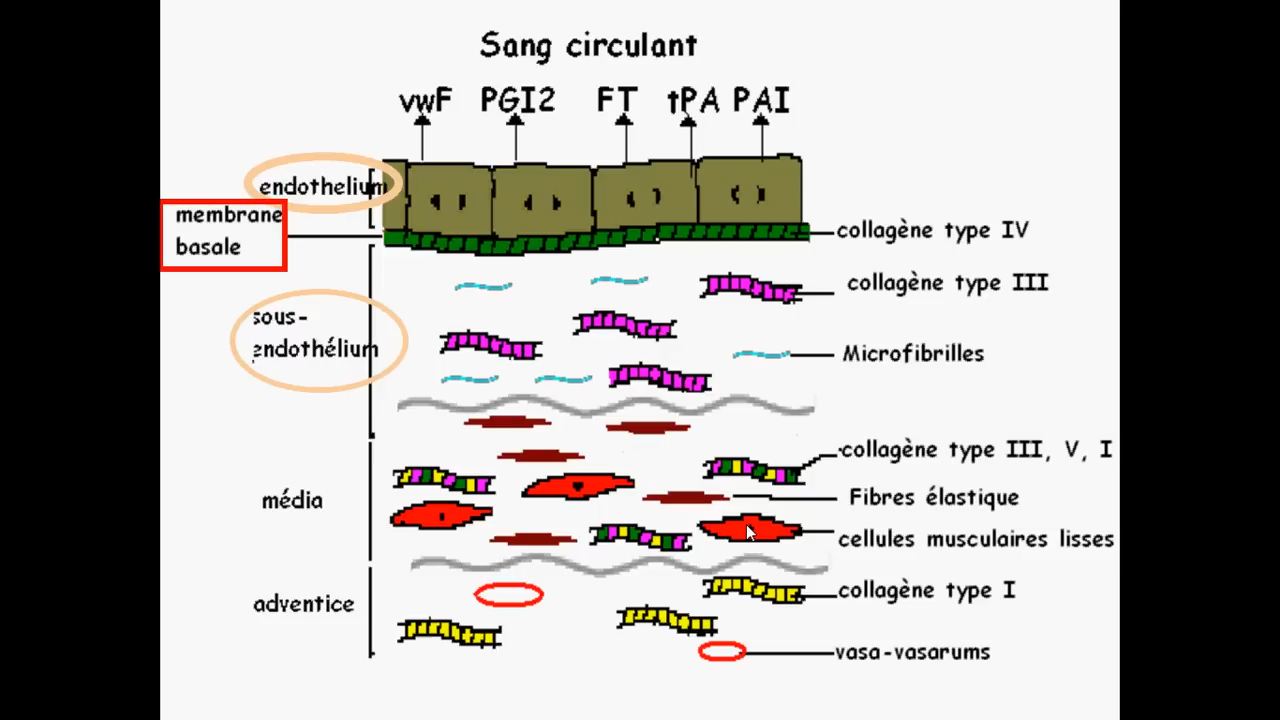 Sang circulant
vwF PGI2 FT tPA PAI
endothelium
membrane
basale
collagène type IV
collagène type III
sous-
endothélium
Microfibrilles
collagène type III, V, I
média
Fibres élastique
cellules musculaires lisses
adventice
collagène type I
vasa-vasarums